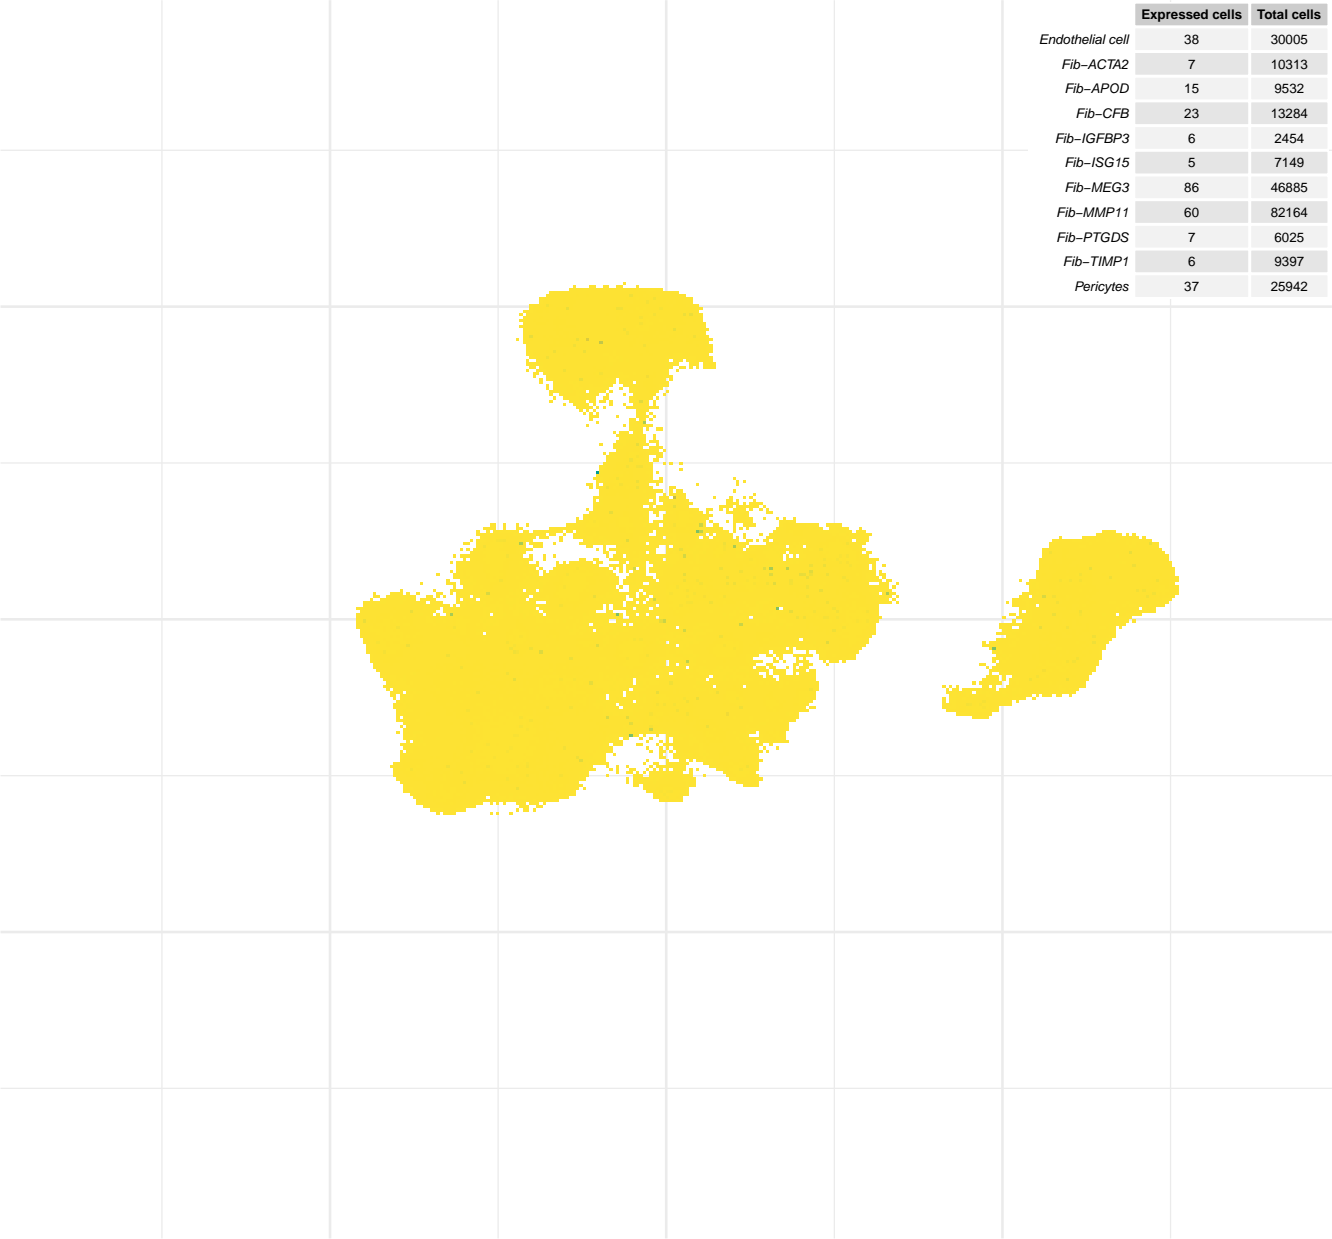 Expressed cells Total cells
Endothelial cell 38 30005
Fib−ACTA2 7 10313
Fib−APOD 15 9532
Fib−CFB 23 13284
Fib−IGFBP3 6 2454
Fib−ISG15 5 7149
Fib−MEG3 86 46885
Fib−MMP11 60 82164
Fib−PTGDS 7 6025
Fib−TIMP1 6 9397
Pericytes 37 25942